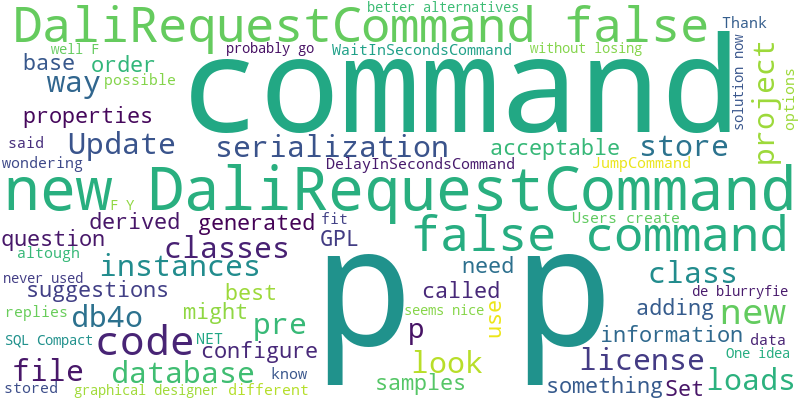 better alternatives
DaliRequestCommand false
Thank
well F
probably go
WaitInSecondsCommand
without losing
base order
way
possible
command
solution now
project
options
properties
said
Update
serialization
acceptable
store
wondering
DelayInSecondsCommand
JumpCommand
new DaliRequestCommand
F Y
derived
generated
fit
Users create
question
classes
GPL
false command
altough
instances
need
class
never used
suggestions
best
called
de blurryfie
replies
db4o
might
p p
seems nice
adding
new
SQL Compact
code
NET
pre
p
use
information
data
configure
look
license
One idea
file
database
know
samples
something
Set
loads
stored
graphical designer
different